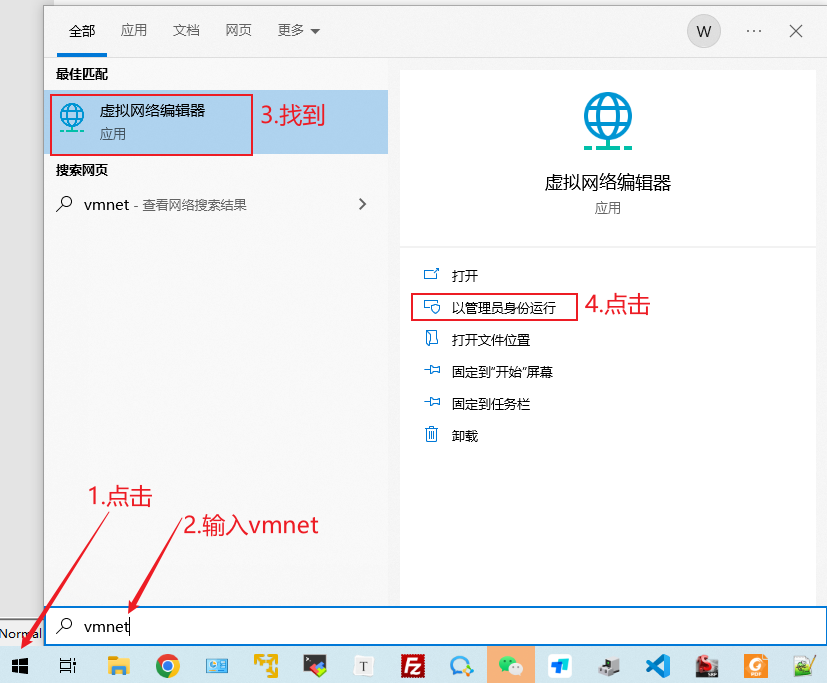 全部 应用 文档 网页 更多
W
最佳匹配
虚拟网络编辑器
应用
3.找到
搜索网页
vmnet - 查看网络搜索结果
虚拟网络编辑器
应用
打开
以管理员身份运行
4.点击
打开文件位置
固定到"开始"屏幕
固定到任务栏
卸载
1.点击
2.输入vmnet
vmnet
Normal
T
Fz